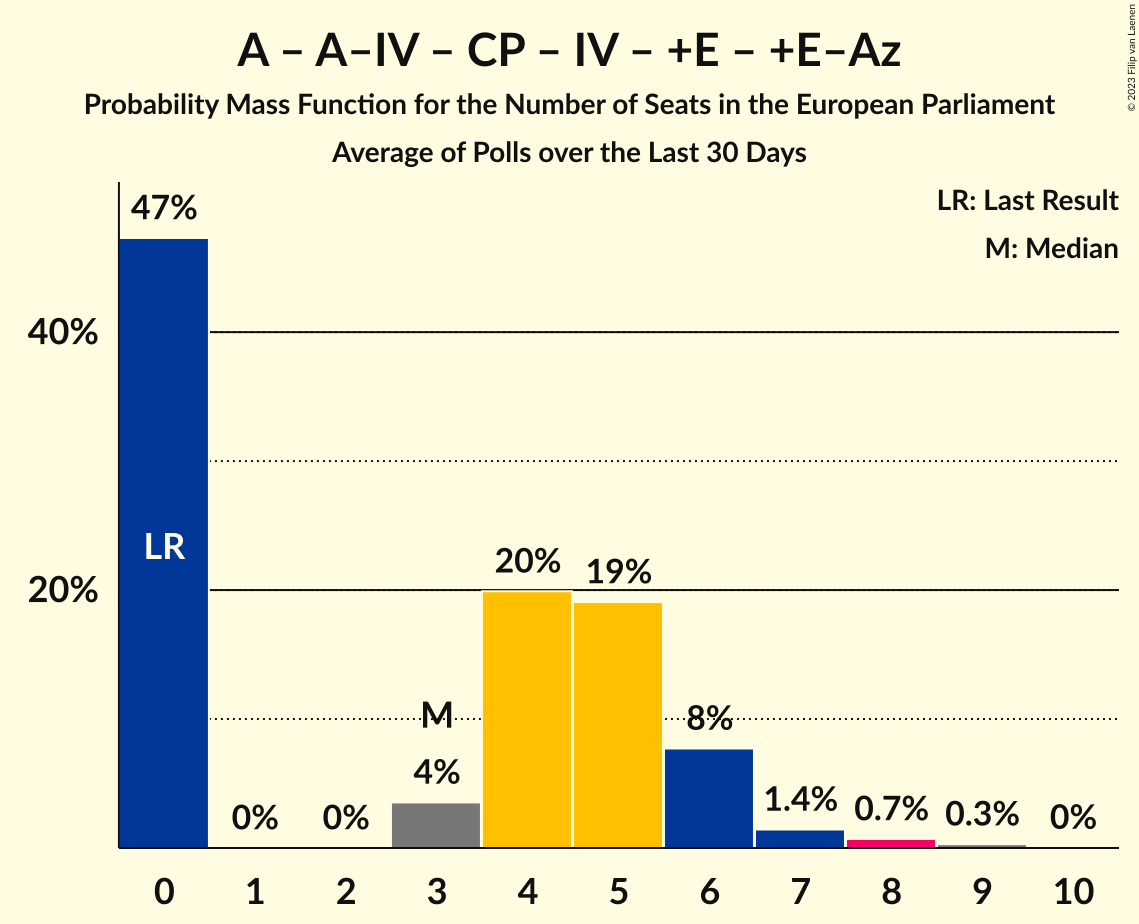 A – A–IV – CP – IV – +E – +E–Az
Probability Mass Function for the Number of Seats in the European Parliament
Average of Polls over the Last 30 Days
© 2023 Filip van Laenen
LR: Last Result
M: Median
47%
40%
LR
20%
20%
19%
M
8%
4%
0%
0%
1.4%
0.7%
0.3%
0%
0 1 2 3 4 5 6 7 8 9 10